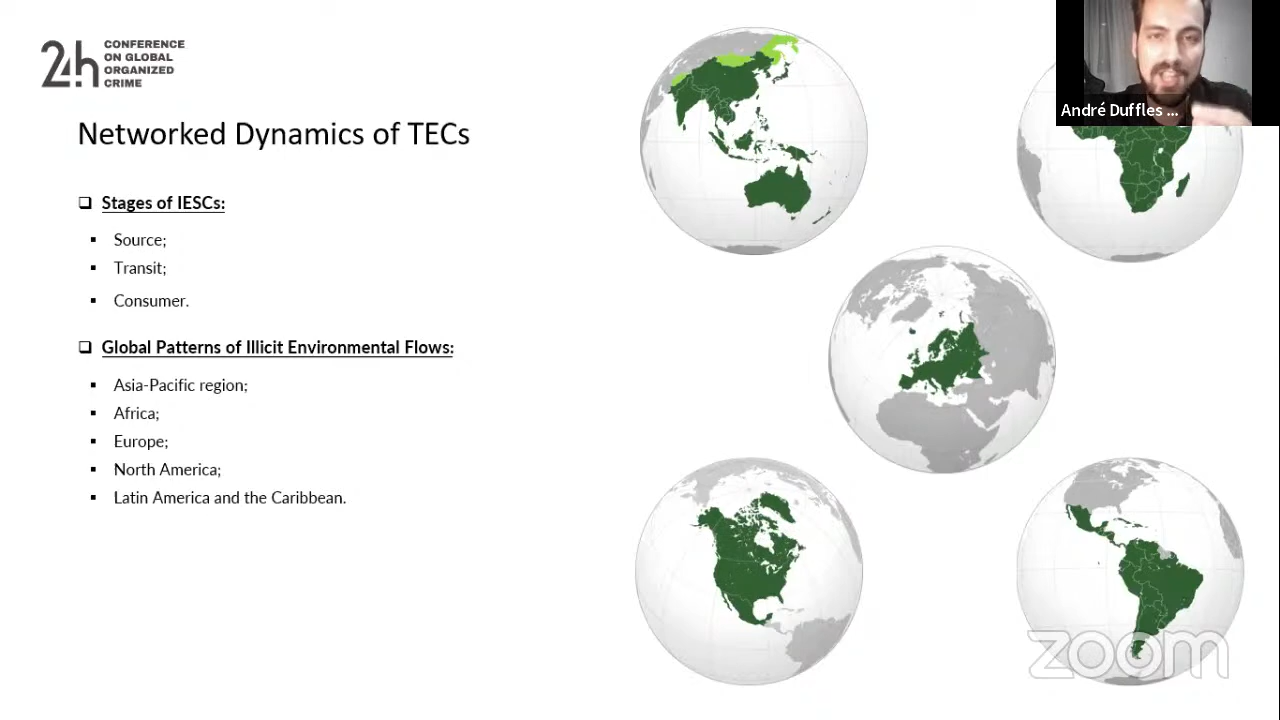 24h
CONFERENCE
ON GLOBAL
ORGANIZED
CRIME
André Duffles ...
Networked Dynamics of TECs
Stages of IESCs:
Source;
Transit;
Consumer.
Global Patterns of Illicit Environmental Flows:
Asia-Pacific region;
Africa;
Europe;
North America;
Latin America and the Caribbean.
zoom